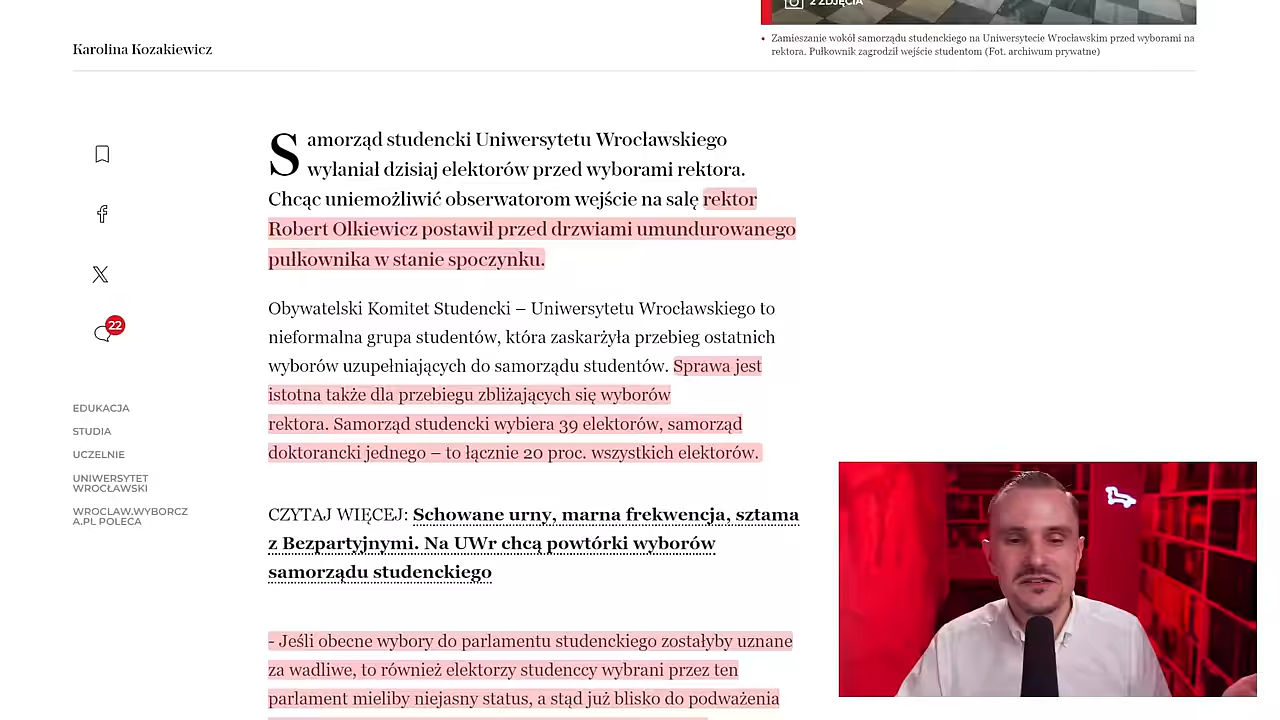 2 ZDJĘCIA
Karolina Kozakiewicz
Zamieszanie wokół samorządu studenckiego na Uniwersytecie Wrocławskim przed wyborami na
rektora. Pułkownik zagrodził wejście studentom (Fot. archiwum prywatne)
Samorząd studencki Uniwersytetu Wrocławskiego
wyłaniał dzisiaj elektorów przed wyborami rektora.
Chcąc uniemożliwić obserwatorom wejście na salę rektor
Robert Olkiewicz postawił przed drzwiami umundurowanego
pułkownika w stanie spoczynku.
Obywatelski Komitet Studencki – Uniwersytetu Wrocławskiego to
nieformalna grupa studentów, która zaskarżyła przebieg ostatnich
wyborów uzupełniających do samorządu studentów. Sprawa jest
istotna także dla przebiegu zbliżających się wyborów
rektora. Samorząd studencki wybiera 39 elektorów, samorząd
doktorancki jednego – to łącznie 20 proc. wszystkich elektorów.
CZYTAJ WIĘCEJ: Schowane urny, marna frekwencja, sztama
z Bezpartyjnymi. Na UWr chcą powtórki wyborów
samorządu studenckiego
- Jeśli obecne wybory do parlamentu studenckiego zostałyby uznane
za wadliwe, to również elektorzy studenccy wybrani przez ten
parlament mieliby niejasny status, a stąd już blisko do podważenia
22
EDUKACJA
STUDIA
UCZELNIE
UNIWERSYTET
WROCŁAWSKI
WROCLAW.WYBORCZ
A.PL POLECA